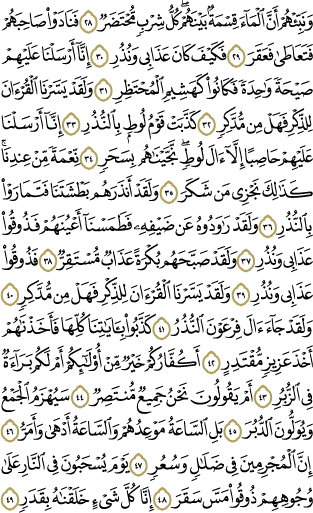 وَنَبِّئْهُمْ أَنَّ ٱلْمَآءَ قِسْمَةٌۢ بَيْنَهُمْ ۖ كُلُّ شِرْبٍ مُّحْتَضَرٌ ٢٨ فَنَادَوْا۟ صَاحِبَهُمْ
فَتَعَاطَىٰ فَعَقَرَ ٢٩ فَكَيْفَ كَانَ عَذَابِى وَنُذُرِ ٣٠ إِنَّآ أَرْسَلْنَا عَلَيْهِمْ
صَيْحَةً وَٰحِدَةً فَكَانُوا۟ كَهَشِيمِ ٱلْمُحْتَظِرِ ٣١ وَلَقَدْ يَسَّرْنَا ٱلْقُرْءَانَ
لِلذِّكْرِ فَهَلْ مِن مُّدَّكِرٍ ٣٢ كَذَّبَتْ قَوْمُ لُوطٍۭ بِٱلنُّذُرِ ٣٣ إِنَّآ أَرْسَلْنَا
عَلَيْهِمْ حَاصِبًا إِلَّآ ءَالَ لُوطٍ ۖ نَّجَّيْنَٰهُم بِسَحَرٍ ٣٤ نِّعْمَةً مِّنْ عِندِنَا ۚ
كَذَٰلِكَ نَجْزِى مَن شَكَرَ ٣٥ وَلَقَدْ أَنذَرَهُم بَطْشَتَنَا فَتَمَارَوْا۟
بِٱلنُّذُرِ ٣٦ وَلَقَدْ رَٰوَدُوهُ عَن ضَيْفِهِۦ فَطَمَسْنَآ أَعْيُنَهُمْ فَذُوقُوا۟
عَذَابِى وَنُذُرِ ٣٧ وَلَقَدْ صَبَّحَهُم بُكْرَةً عَذَابٌ مُّسْتَقِرٌّ ٣٨ فَذُوقُوا۟
عَذَابِى وَنُذُرِ ٣٩ وَلَقَدْ يَسَّرْنَا ٱلْقُرْءَانَ لِلذِّكْرِ فَهَلْ مِن مُّدَّكِرٍ ٤٠
وَلَقَدْ جَآءَ ءَالَ فِرْعَوْنَ ٱلنُّذُرُ ٤١ كَذَّبُوا۟ بِـَٔايَٰتِنَا كُلِّهَا فَأَخَذْنَٰهُمْ
أَخْذَ عَزِيزٍ مُّقْتَدِرٍ ٤٢ أَكُفَّارُكُمْ خَيْرٌ مِّنْ أُو۟لَٰٓئِكُمْ أَمْ لَكُم بَرَآءَةٌ
فِى ٱلزُّبُرِ ٤٣ أَمْ يَقُولُونَ نَحْنُ جَمِيعٌ مُّنتَصِرٌ ٤٤ سَيُهْزَمُ ٱلْجَمْعُ
وَيُوَلُّونَ ٱلدُّبُرَ ٤٥ بَلِ ٱلسَّاعَةُ مَوْعِدُهُمْ وَٱلسَّاعَةُ أَدْهَىٰ وَأَمَرُّ ٤٦
إِنَّ ٱلْمُجْرِمِينَ فِى ضَلَٰلٍ وَسُعُرٍ ٤٧ يَوْمَ يُسْحَبُونَ فِى ٱلنَّارِ عَلَىٰ
وُجُوهِهِمْ ذُوقُوا۟ مَسَّ سَقَرَ ٤٨ إِنَّا كُلَّ شَىْءٍ خَلَقْنَٰهُ بِقَدَرٍ ٤٩